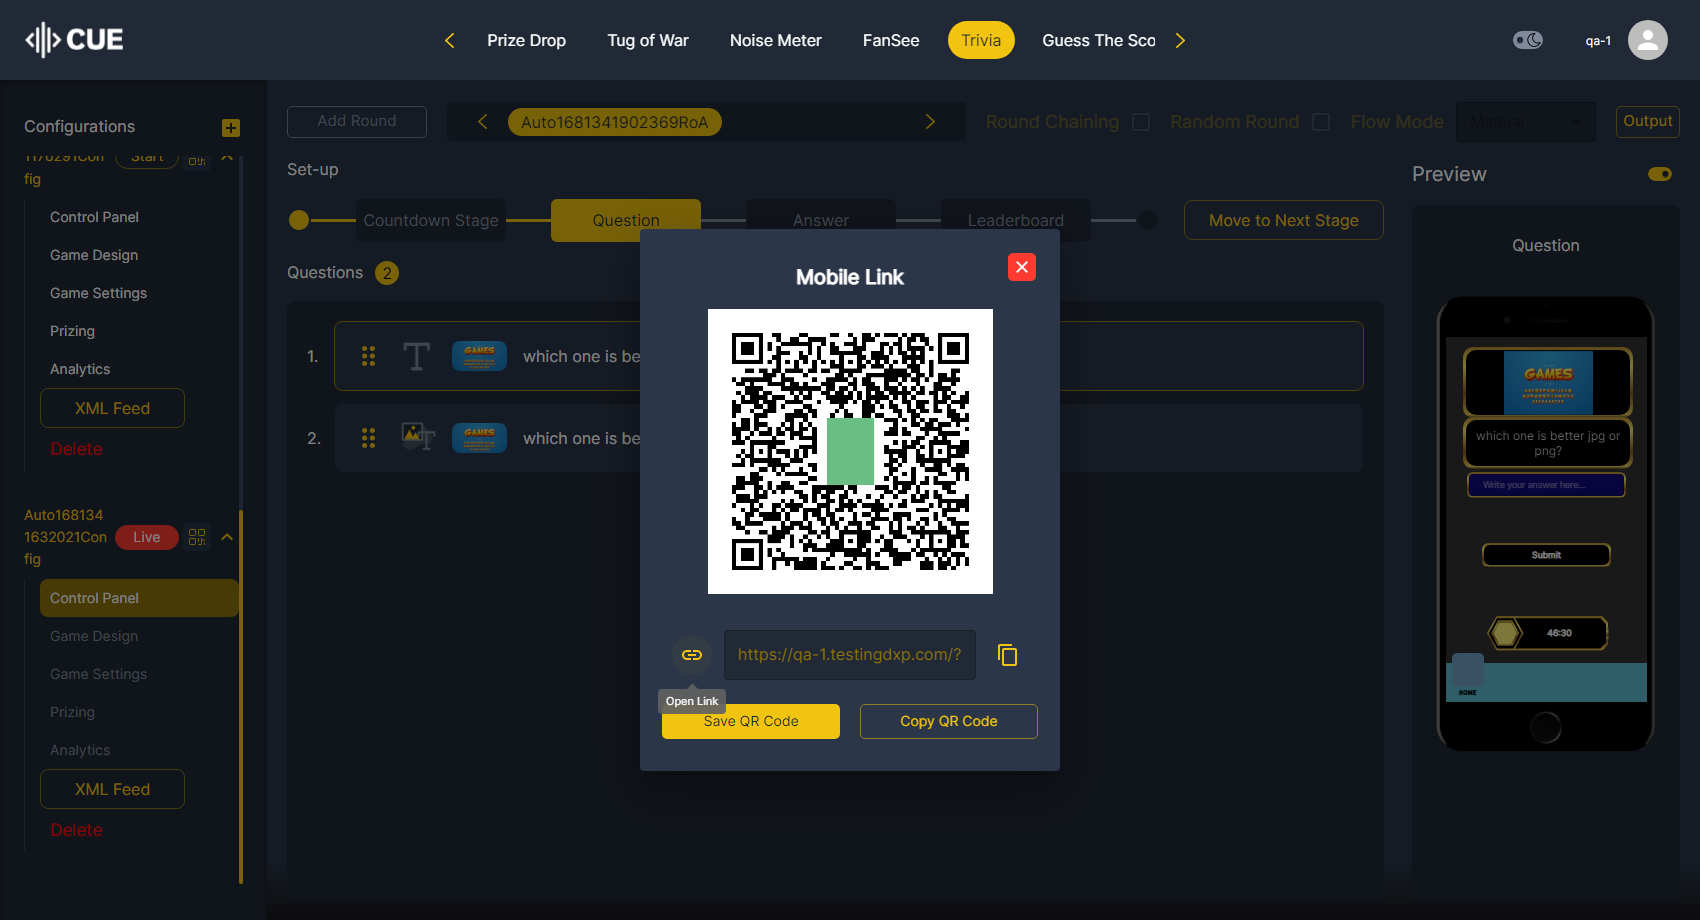 CUE
Prize Drop
Tug of War
Noise Meter
FanSee
Trivia
Guess The Sco
qa-1
Configurations
1176291Con
fig
Start
Control Panel
Game Design
Game Settings
Prizing
Analytics
XML Feed
Delete
Auto168134
1632021Con
fig
Live
Control Panel
Game Design
Game Settings
Prizing
Analytics
XML Feed
Delete
Add Round
Auto1681341902369RoA
Round Chaining
Random Round
Flow Mode
Manual
Output
Set-up
Countdown Stage
Question
Answer
Leaderboard
Move to Next Stage
Questions 2
1.
GAMES
which one is be
2.
GAMES
which one is be
Mobile Link
https://qa-1.testingdxp.com/?
Open Link
Save QR Code
Copy QR Code
Preview
Question
GAMES
which one is better jpg or
png?
Write your answer here...
Submit
46:30
HOME